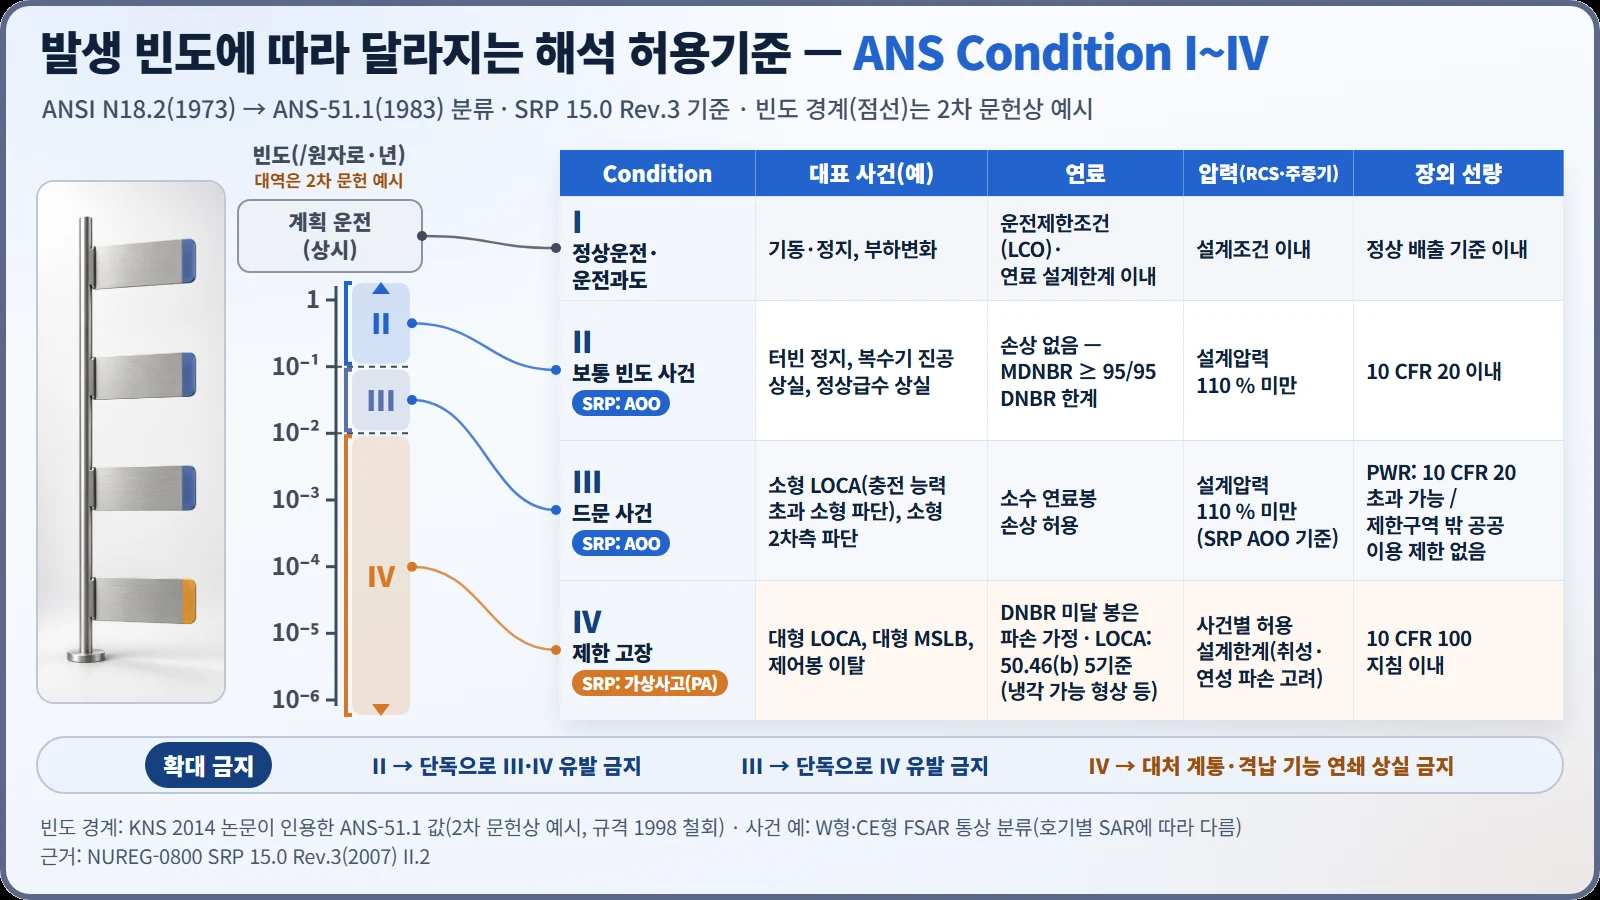 발생 빈도에 따라 달라지는 해석 허용기준 — ANS Condition I~IV
ANSI N18.2(1973) → ANS-51.1(1983) 분류 · SRP 15.0 Rev.3 기준 · 빈도 경계(점선)는 2차 문헌상 예시
빈도(/원자로·년)
대역은 2차 문헌 예시
계획 운전
(상시)
1
10⁻¹
10⁻²
10⁻³
10⁻⁴
10⁻⁵
10⁻⁶
II
III
IV
Condition
대표 사건(예)
연료
압력(RCS·주증기)
장외 선량
I
정상운전·
운전과도
기동·정지, 부하변화
운전제한조건
(LCO)·
연료 설계한계 이내
설계조건 이내
정상 배출 기준 이내
II
보통 빈도 사건
SRP: AOO
터빈 정지, 복수기 진공
상실, 정상급수 상실
손상 없음 —
MDNBR ≥ 95/95
DNBR 한계
설계압력
110 % 미만
10 CFR 20 이내
III
드문 사건
SRP: AOO
소형 LOCA(충전 능력
초과 소형 파단), 소형
2차측 파단
소수 연료봉
손상 허용
설계압력
110 % 미만
(SRP AOO 기준)
PWR: 10 CFR 20
초과 가능 /
제한구역 밖 공공
이용 제한 없음
IV
제한 고장
SRP: 가상사고(PA)
대형 LOCA, 대형 MSLB,
제어봉 이탈
DNBR 미달 봉은
파손 가정 · LOCA:
50.46(b) 5기준
(냉각 가능 형상 등)
사건별 허용
설계한계(취성·
연성 파손 고려)
10 CFR 100
지침 이내
확대 금지
II → 단독으로 III·IV 유발 금지
III → 단독으로 IV 유발 금지
IV → 대처 계통·격납 기능 연쇄 상실 금지
빈도 경계: KNS 2014 논문이 인용한 ANS-51.1 값(2차 문헌상 예시, 규격 1998 철회) · 사건 예: W형·CE형 FSAR 통상 분류(호기별 SAR에 따라 다름)
근거: NUREG-0800 SRP 15.0 Rev.3(2007) II.2